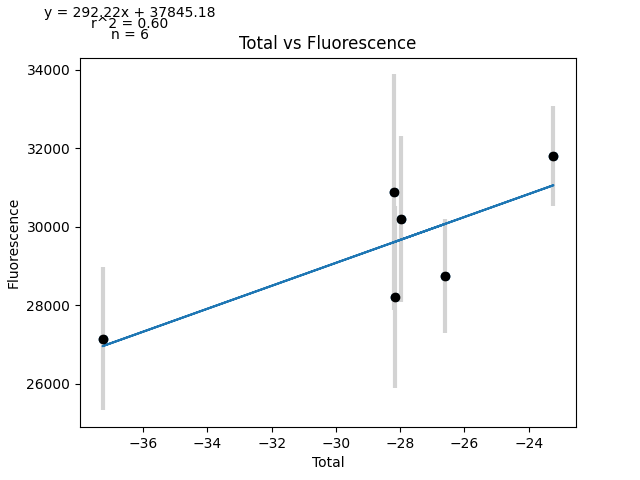 y = 292.22x + 37845.18
r^2 = 0.60
n = 6
Total vs Fluorescence
34000
32000
30000
28000
26000
Fluorescence
−36 −34 −32 −30 −28 −26 −24
Total